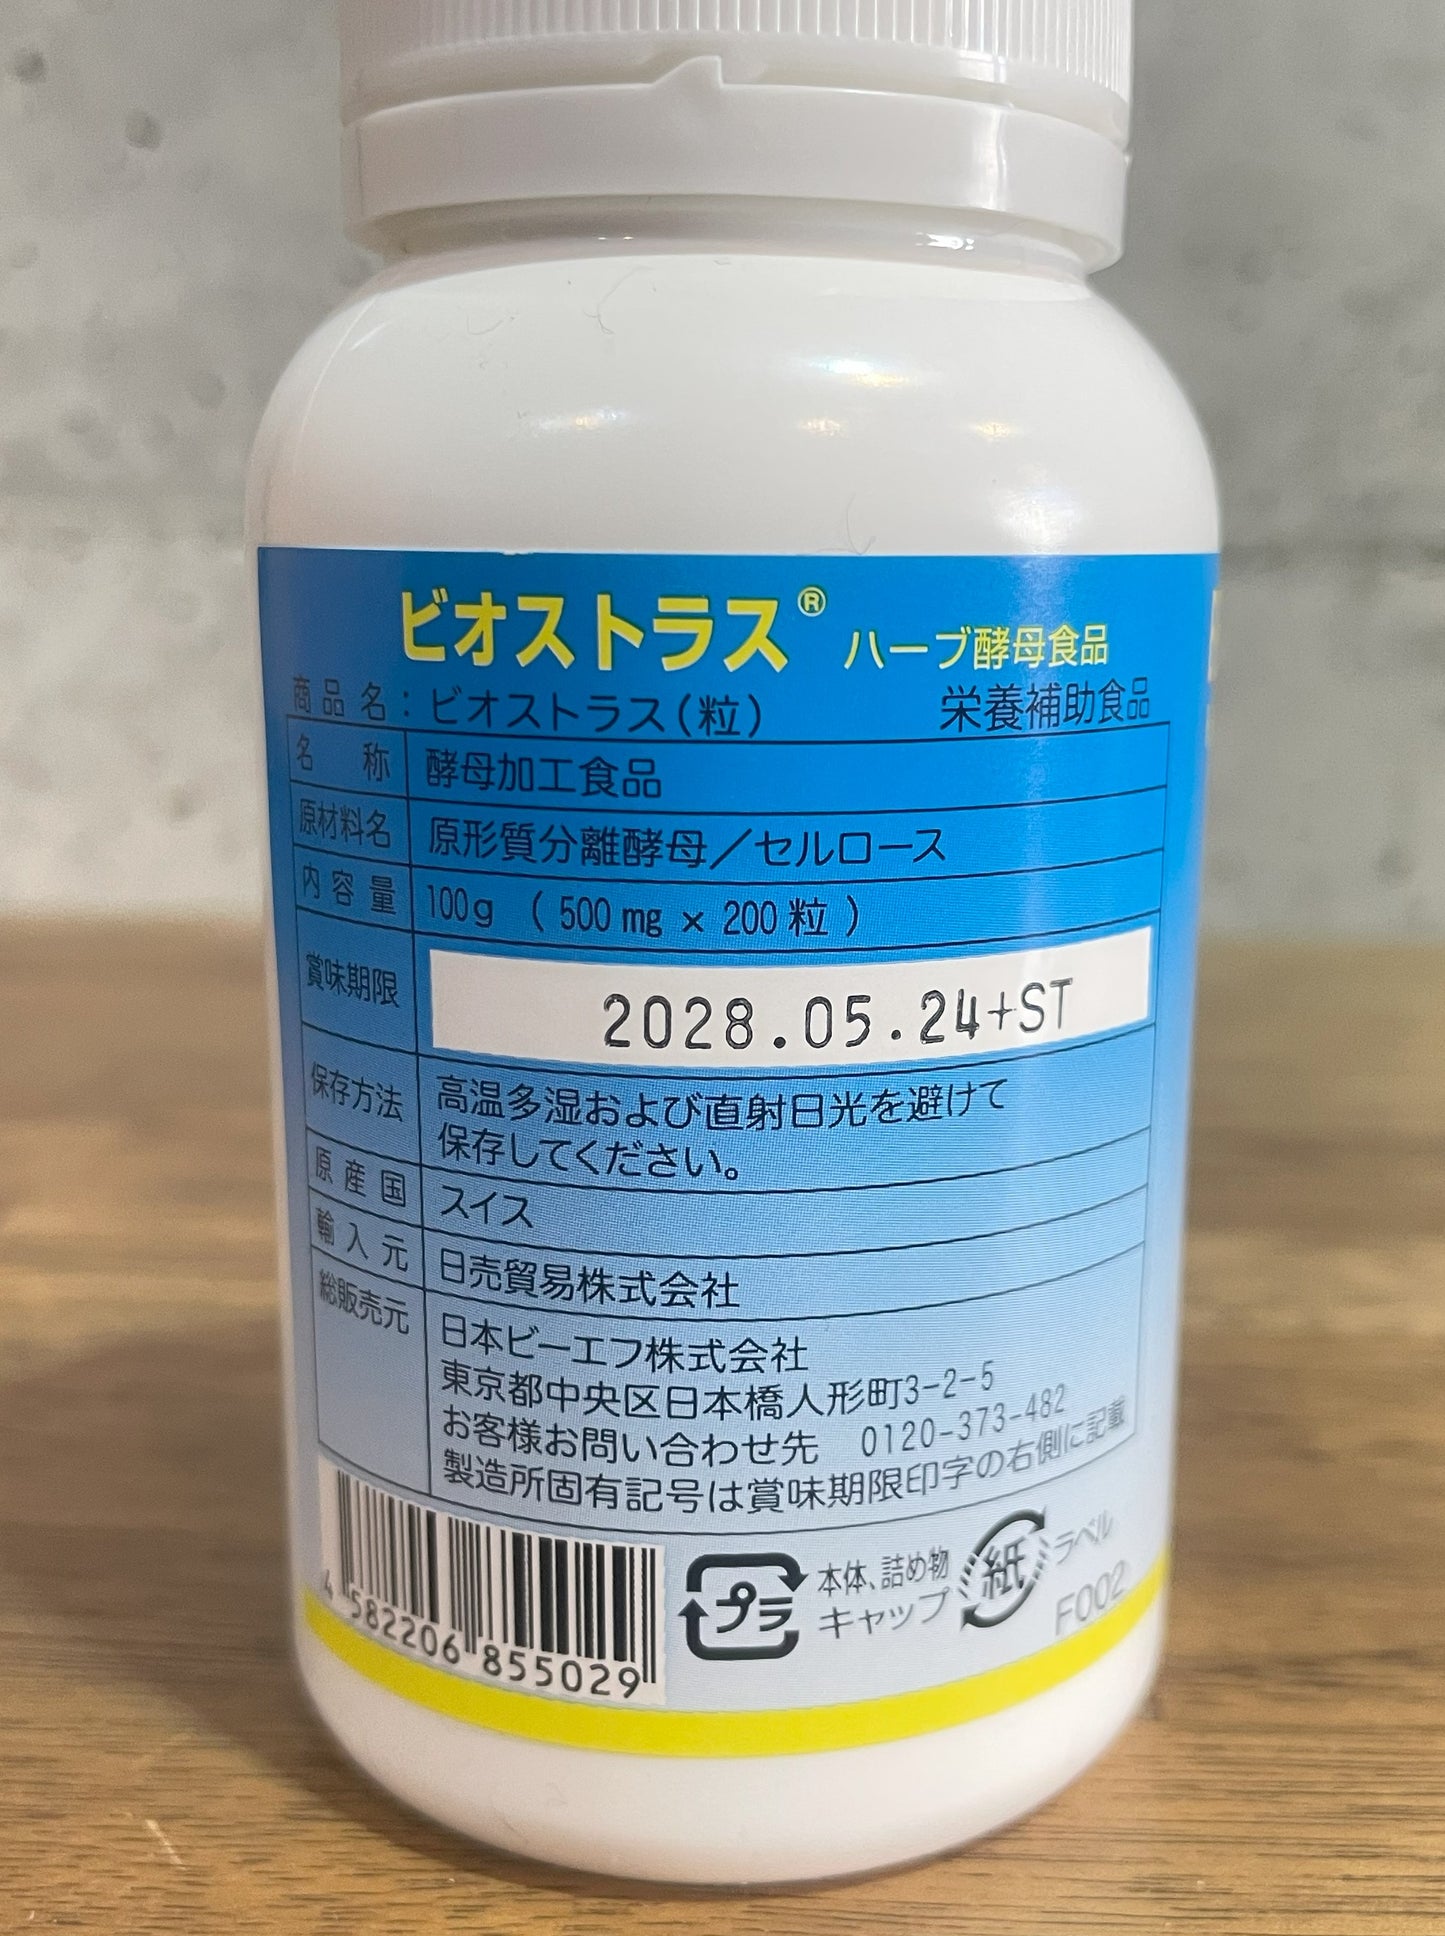 ビオストラス® ハーブ酵母食品
商品名：ビオストラス（粒） 栄養補助食品
名称 酵母加工食品
原材料名 原形質分離酵母／セルロース
内容量 100g （500mg×200粒）
賞味期限 2028.05.24+ST
保存方法 高温多湿および直射日光を避けて
保存してください。
原産国 スイス
輸入元 日売貿易株式会社
総販売元 日本ビーエフ株式会社
東京都中央区日本橋人形町3-2-5
お客様お問い合わせ先 0120-373-482
製造所固有記号は賞味期限印字の右側に記載
4 582206 855029
プラ 本体、詰め物
キャップ
紙 ラベル
F002